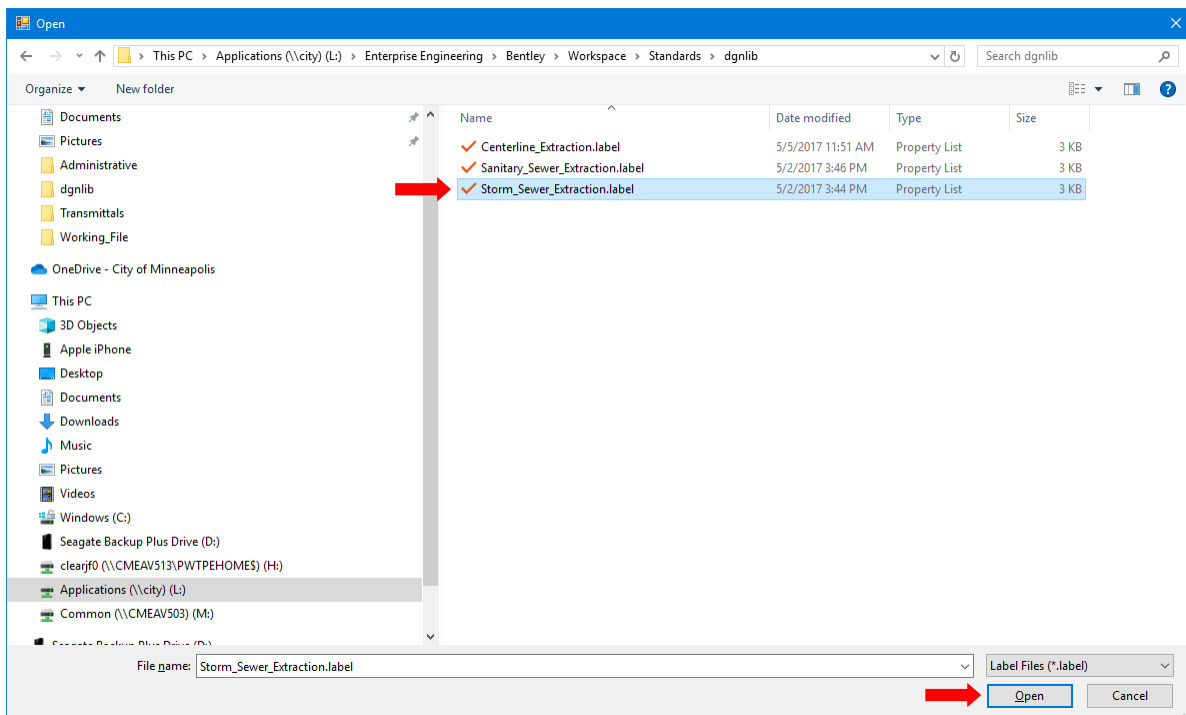 Open
This PC > Applications (\\city) (L:) > Enterprise Engineering > Bentley > Workspace > Standards > dgnlib
Search dgnlib
Organize
New folder
Documents
Pictures
Administrative
dgnlib
Transmittals
Working_File
OneDrive - City of Minneapolis
This PC
3D Objects
Apple iPhone
Desktop
Documents
Downloads
Music
Pictures
Videos
Windows (C:)
Seagate Backup Plus Drive (D:)
clearjf0 (\\CMEAV513\PWTPEHOME$) (H:)
Applications (\\city) (L:)
Common (\\CMEAV503) (M:)
Seagate Backup Plus Drive (D:)
Name Date modified Type Size
Centerline_Extraction.label 5/5/2017 11:51 AM Property List 3 KB
Sanitary_Sewer_Extraction.label 5/2/2017 3:46 PM Property List 3 KB
Storm_Sewer_Extraction.label 5/2/2017 3:44 PM Property List 3 KB
File name: Storm_Sewer_Extraction.label
Label Files (*.label)
Open
Cancel